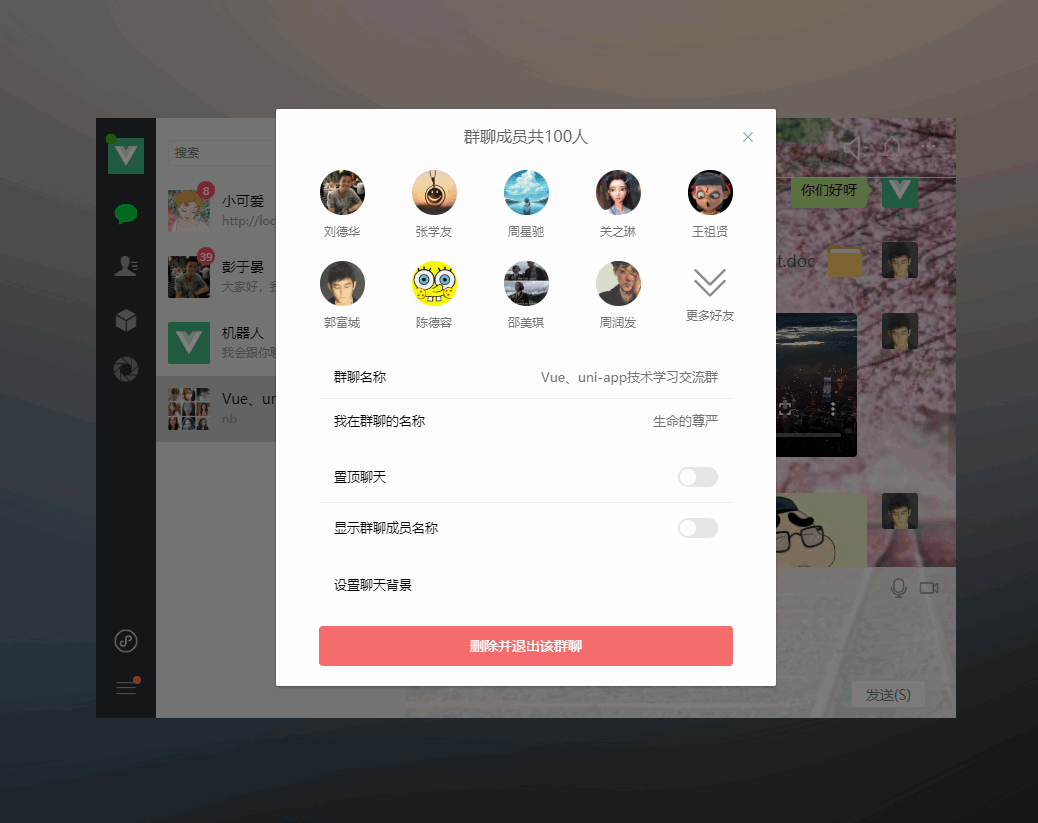 群聊成员共100人
刘德华
张学友
周星驰
关之琳
王祖贤
郭富城
陈德容
邵美琪
周润发
更多好友
群聊名称
Vue、uni-app技术学习交流群
我在群聊的名称
生命的尊严
置顶聊天
显示群聊成员名称
设置聊天背景
删除并退出该群聊
搜索
8
小可爱
http://loc
39
彭于晏
大家好，
机器人
我会跟你
Vue、un
nb
你们好呀
t.doc
发送(S)